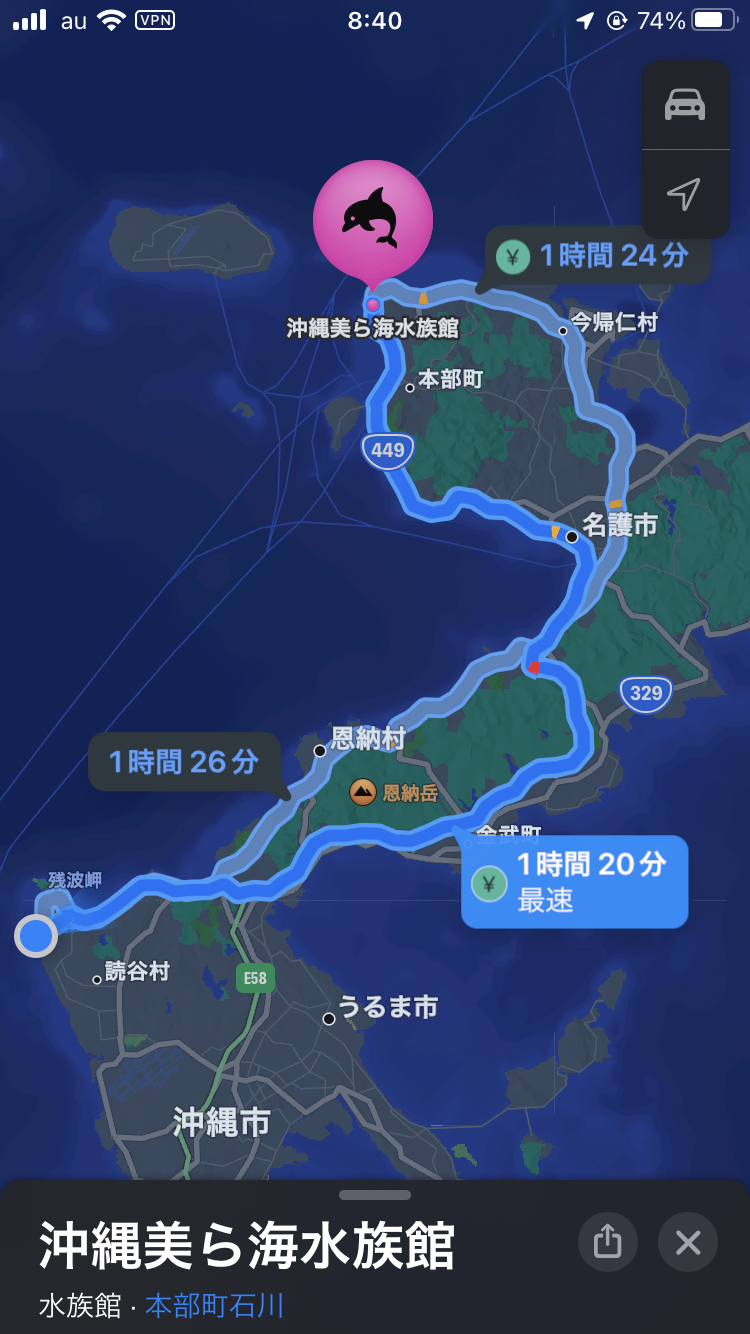 au VPN 8:40 74%
¥ 1時間 24分
沖縄美ら海水族館
今帰仁村
本部町
449
名護市
329
恩納村
1時間 26分
恩納岳
金武町
¥ 1時間 20分
最速
残波岬
読谷村
E58
うるま市
沖縄市
沖縄美ら海水族館
水族館 · 本部町石川